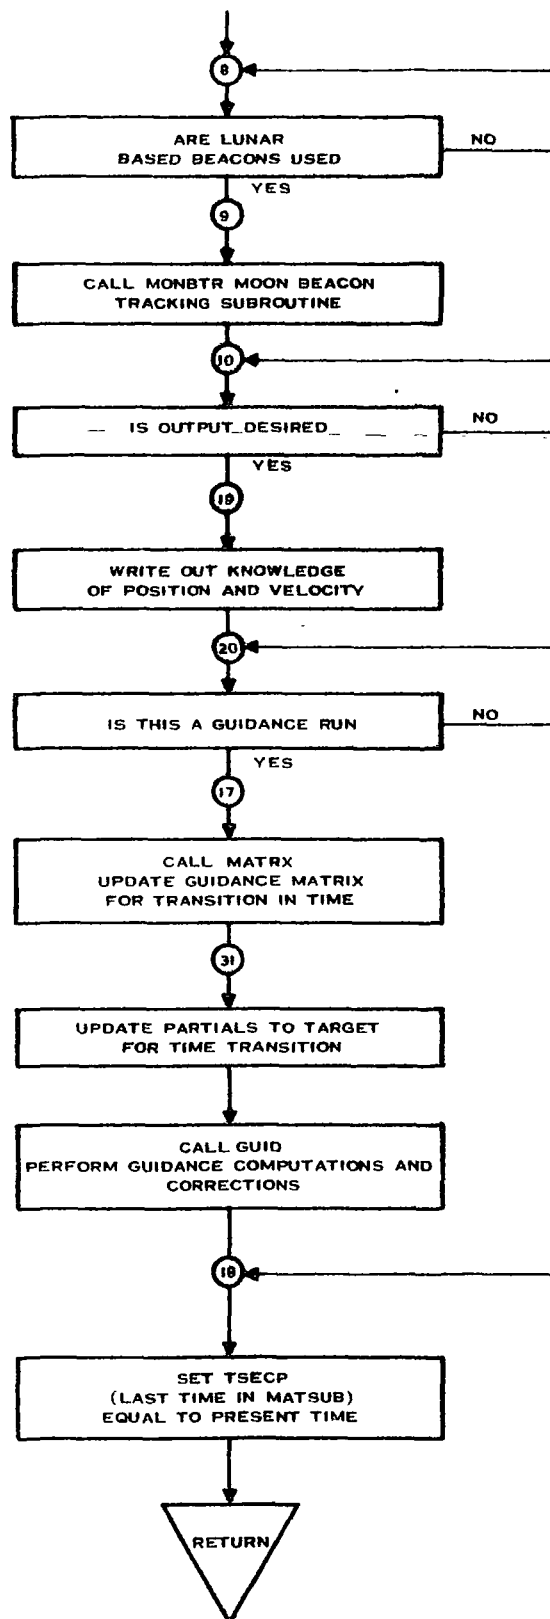 8
ARE LUNAR
BASED BEACONS USED
NO
YES
9
CALL MONBTR MOON BEACON
TRACKING SUBROUTINE
10
IS OUTPUT DESIRED
NO
YES
19
WRITE OUT KNOWLEDGE
OF POSITION AND VELOCITY
20
IS THIS A GUIDANCE RUN
NO
YES
17
CALL MATRX
UPDATE GUIDANCE MATRIX
FOR TRANSITION IN TIME
31
UPDATE PARTIALS TO TARGET
FOR TIME TRANSITION
CALL GUID
PERFORM GUIDANCE COMPUTATIONS AND
CORRECTIONS
18
SET TSECP
(LAST TIME IN MATSUB)
EQUAL TO PRESENT TIME
RETURN